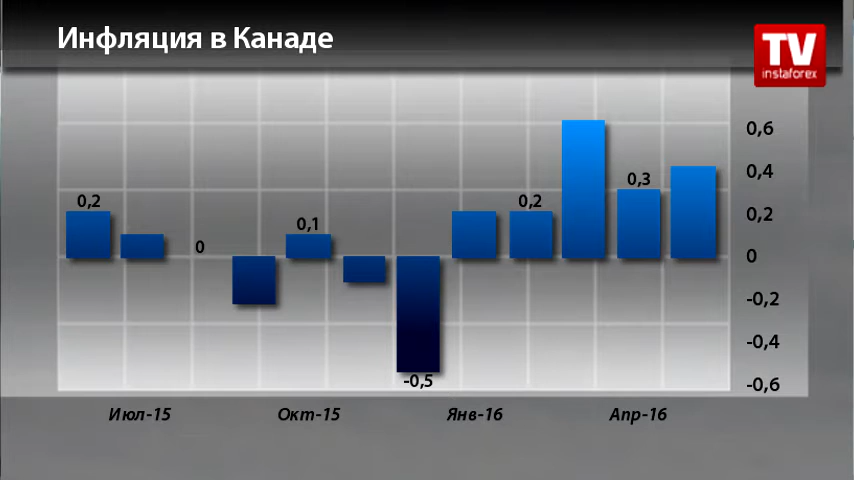 Инфляция в Канаде
TV
instaforex
0,2
0
0,1
-0,5
0,2
0,3
0,6
0,4
0,2
0
-0,2
-0,4
-0,6
Июл-15
Окт-15
Янв-16
Апр-16